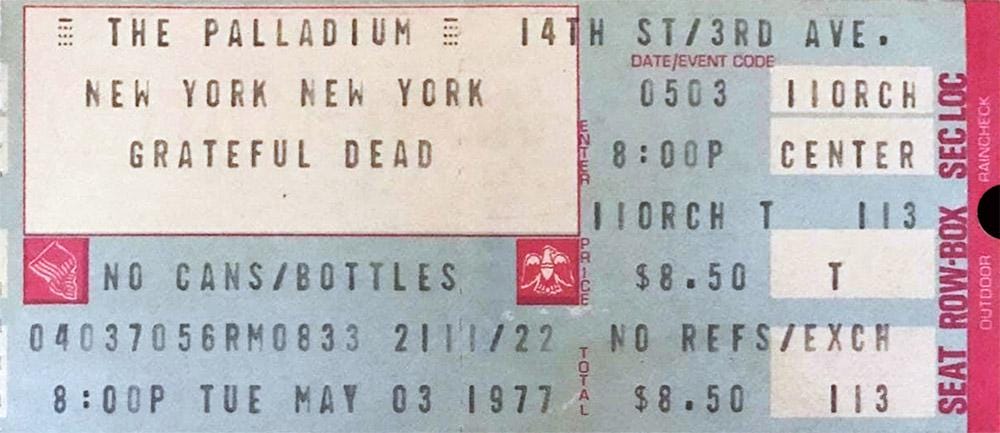 THE PALLADIUM 14TH ST/3RD AVE.
DATE/EVENT CODE
NEW YORK NEW YORK 0503 110RCH
GRATEFUL DEAD ENTER 8:00P CENTER
110RCH T 113
NO CANS/BOTTLES PRICE $8.50 T
04037056RM0833 2111/22 NO REFS/EXCH
8:00P TUE MAY 03 1977 TOTAL $8.50 113
SEAT ROW-BOX SEC LOC
OUTDOOR RAINCHECK